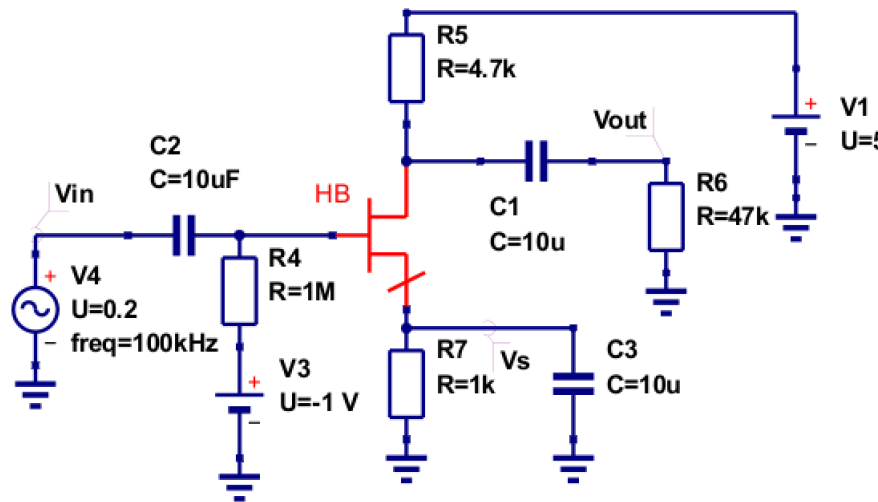 R5
R=4.7k
V1
U=5
Vout
C2
C=10uF
Vin
HB
C1
C=10u
R6
R=47k
R4
R=1M
V4
U=0.2
freq=100kHz
V3
U=-1 V
R7
R=1k
Vs
C3
C=10u